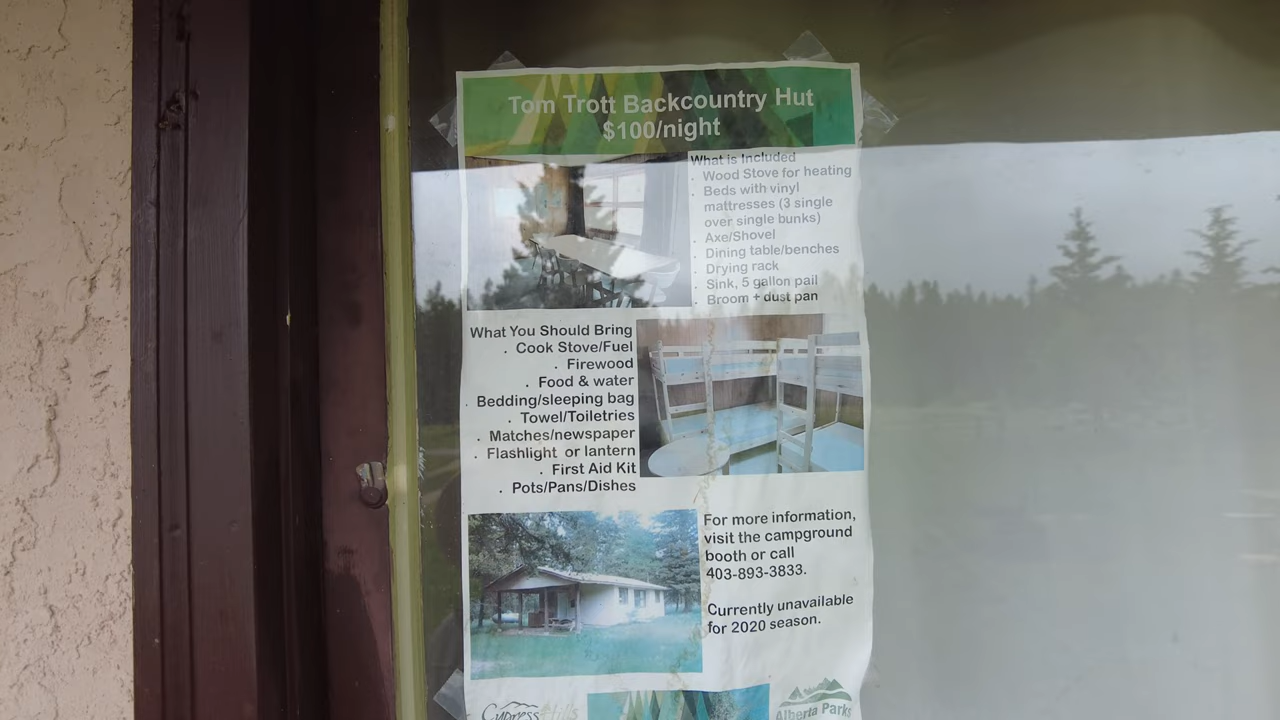 Tom Trott Backcountry Hut
$100/night
What is Included
Wood Stove for heating
. Beds with vinyl
mattresses (3 single
over single bunks)
. Axe/Shovel
. Dining table/benches
. Drying rack
. Sink, 5 gallon pail
. Broom + dust pan
What You Should Bring
. Cook Stove/Fuel
. Firewood
. Food & water
. Bedding/sleeping bag
. Towel/Toiletries
. Matches/newspaper
. Flashlight or lantern
. First Aid Kit
. Pots/Pans/Dishes
For more information,
visit the campground
booth or call
403-893-3833.
Currently unavailable
for 2020 season.
Cypress Hills
Alberta Parks